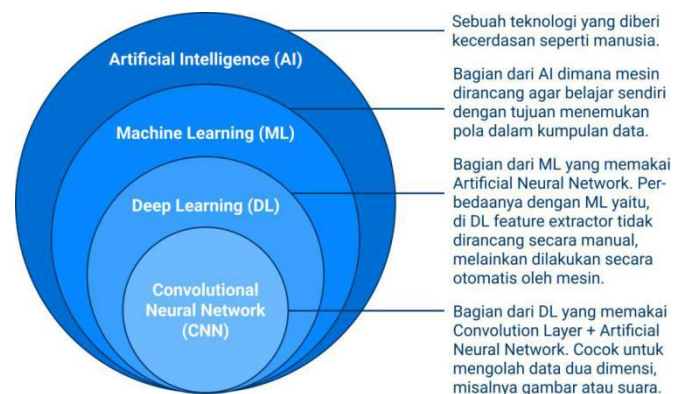 Artificial Intelligence (AI)
Machine Learning (ML)
Deep Learning (DL)
Convolutional
Neural Network
(CNN)
Sebuah teknologi yang diberi
kecerdasan seperti manusia.
Bagian dari AI dimana mesin
dirancang agar belajar sendiri
dengan tujuan menemukan
pola dalam kumpulan data.
Bagian dari ML yang memakai
Artificial Neural Network. Per-
bedaanya dengan ML yaitu,
di DL feature extractor tidak
dirancang secara manual,
melainkan dilakukan secara
otomatis oleh mesin.
Bagian dari DL yang memakai
Convolution Layer + Artificial
Neural Network. Cocok untuk
mengolah data dua dimensi,
misalnya gambar atau suara.